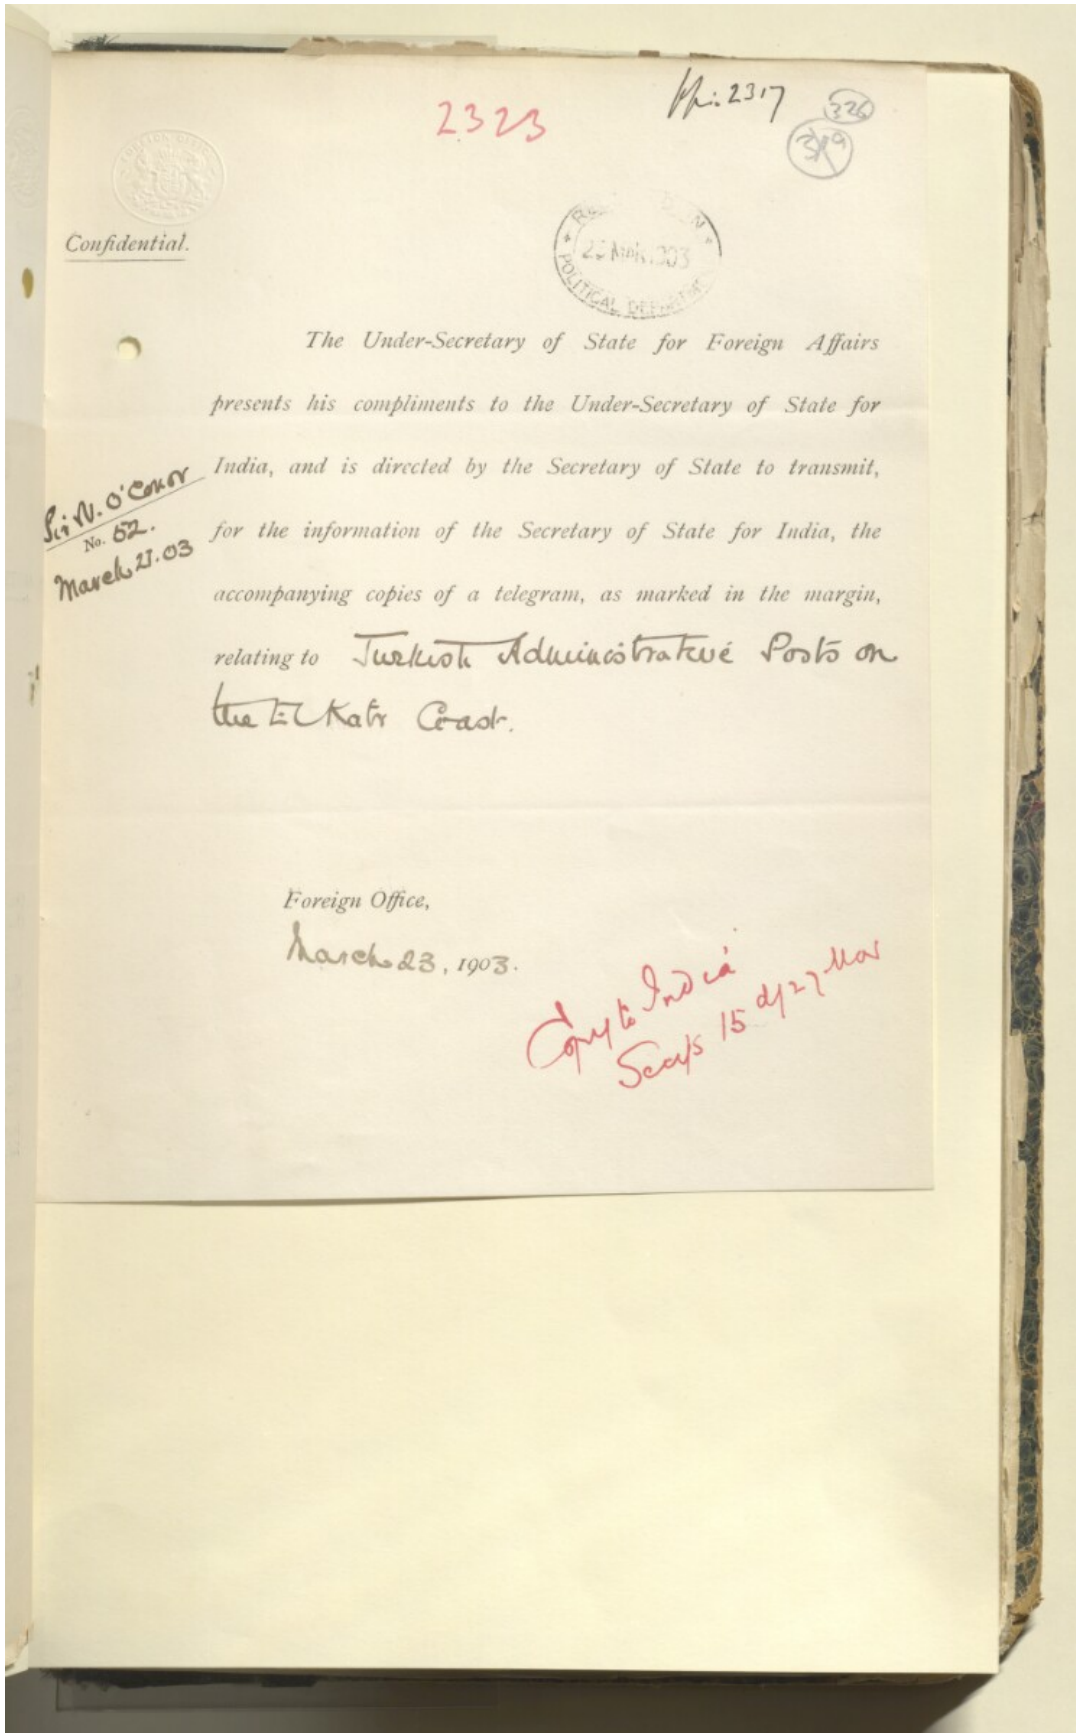 2323
2317
326
Confidential.
POLITICAL DEPARTMENT
MAR 1903
The Under-Secretary of State for Foreign Affairs
presents his compliments to the Under-Secretary of State for
India, and is directed by the Secretary of State to transmit,
for the information of the Secretary of State for India, the
accompanying copies of a telegram, as marked in the margin,
relating to Turkish Administrative Posts on
the El Katr Coast.
Sir N. O'Conor
No. 52.
March 21.03
Foreign Office,
March 23, 1903.
Copy to India
15 27 Mar